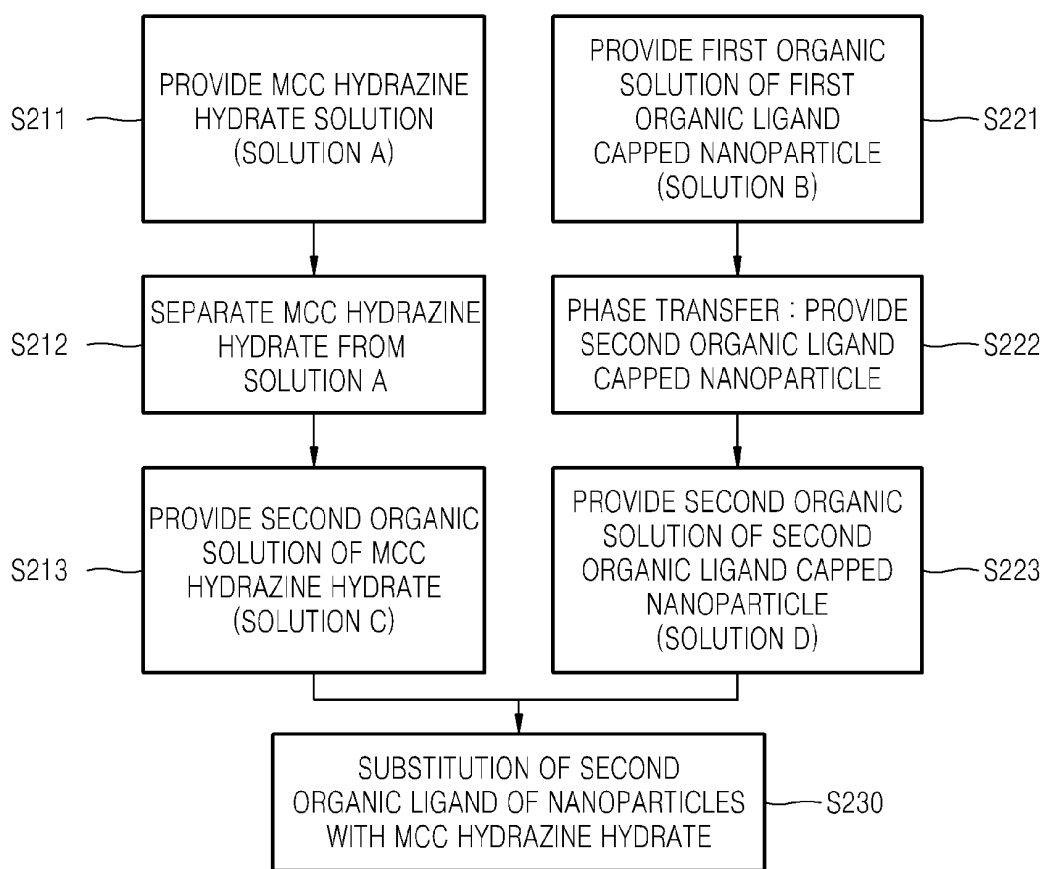 S211
PROVIDE MCC HYDRAZINE
HYDRATE SOLUTION
(SOLUTION A)
S212
SEPARATE MCC HYDRAZINE
HYDRATE FROM
SOLUTION A
S213
PROVIDE SECOND ORGANIC
SOLUTION OF MCC
HYDRAZINE HYDRATE
(SOLUTION C)
PROVIDE FIRST ORGANIC
SOLUTION OF FIRST
ORGANIC LIGAND
CAPPED NANOPARTICLE
(SOLUTION B)
S221
PHASE TRANSFER : PROVIDE
SECOND ORGANIC LIGAND
CAPPED NANOPARTICLE
S222
PROVIDE SECOND ORGANIC
SOLUTION OF SECOND
ORGANIC LIGAND CAPPED
NANOPARTICLE
(SOLUTION D)
S223
SUBSTITUTION OF SECOND
ORGANIC LIGAND OF NANOPARTICLES
WITH MCC HYDRAZINE HYDRATE
S230